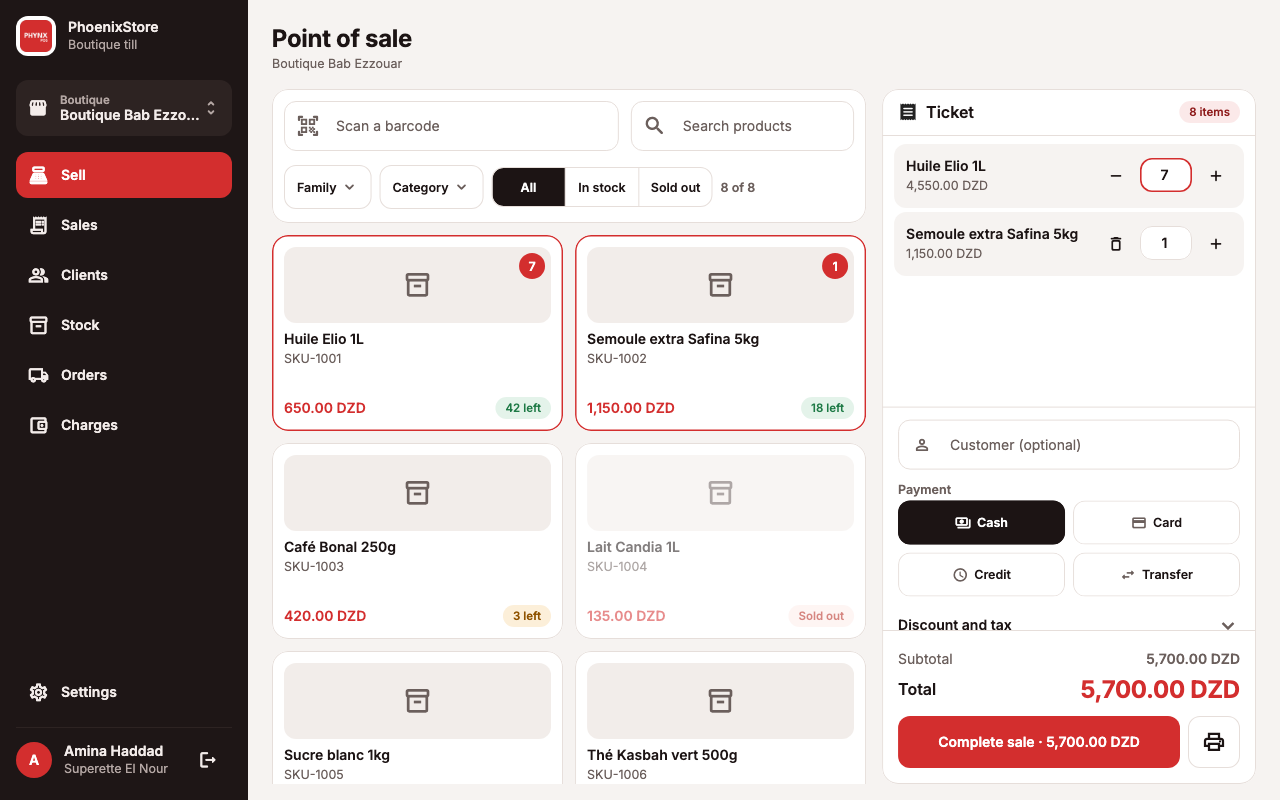 PHYNX
POS
PhoenixStore
Boutique till
Boutique
Boutique Bab Ezzo...
Sell
Sales
Clients
Stock
Orders
Charges
Settings
A
Amina Haddad
Superette El Nour
Point of sale
Boutique Bab Ezzouar
Scan a barcode
Search products
Family
Category
All
In stock
Sold out
8 of 8
7
Huile Elio 1L
SKU-1001
650.00 DZD
42 left
1
Semoule extra Safina 5kg
SKU-1002
1,150.00 DZD
18 left
Café Bonal 250g
SKU-1003
420.00 DZD
3 left
Lait Candia 1L
SKU-1004
135.00 DZD
Sold out
Sucre blanc 1kg
SKU-1005
Thé Kasbah vert 500g
SKU-1006
Ticket
8 items
Huile Elio 1L
4,550.00 DZD
7
Semoule extra Safina 5kg
1,150.00 DZD
1
Customer (optional)
Payment
Cash
Card
Credit
Transfer
Discount and tax
Subtotal
5,700.00 DZD
Total
5,700.00 DZD
Complete sale · 5,700.00 DZD